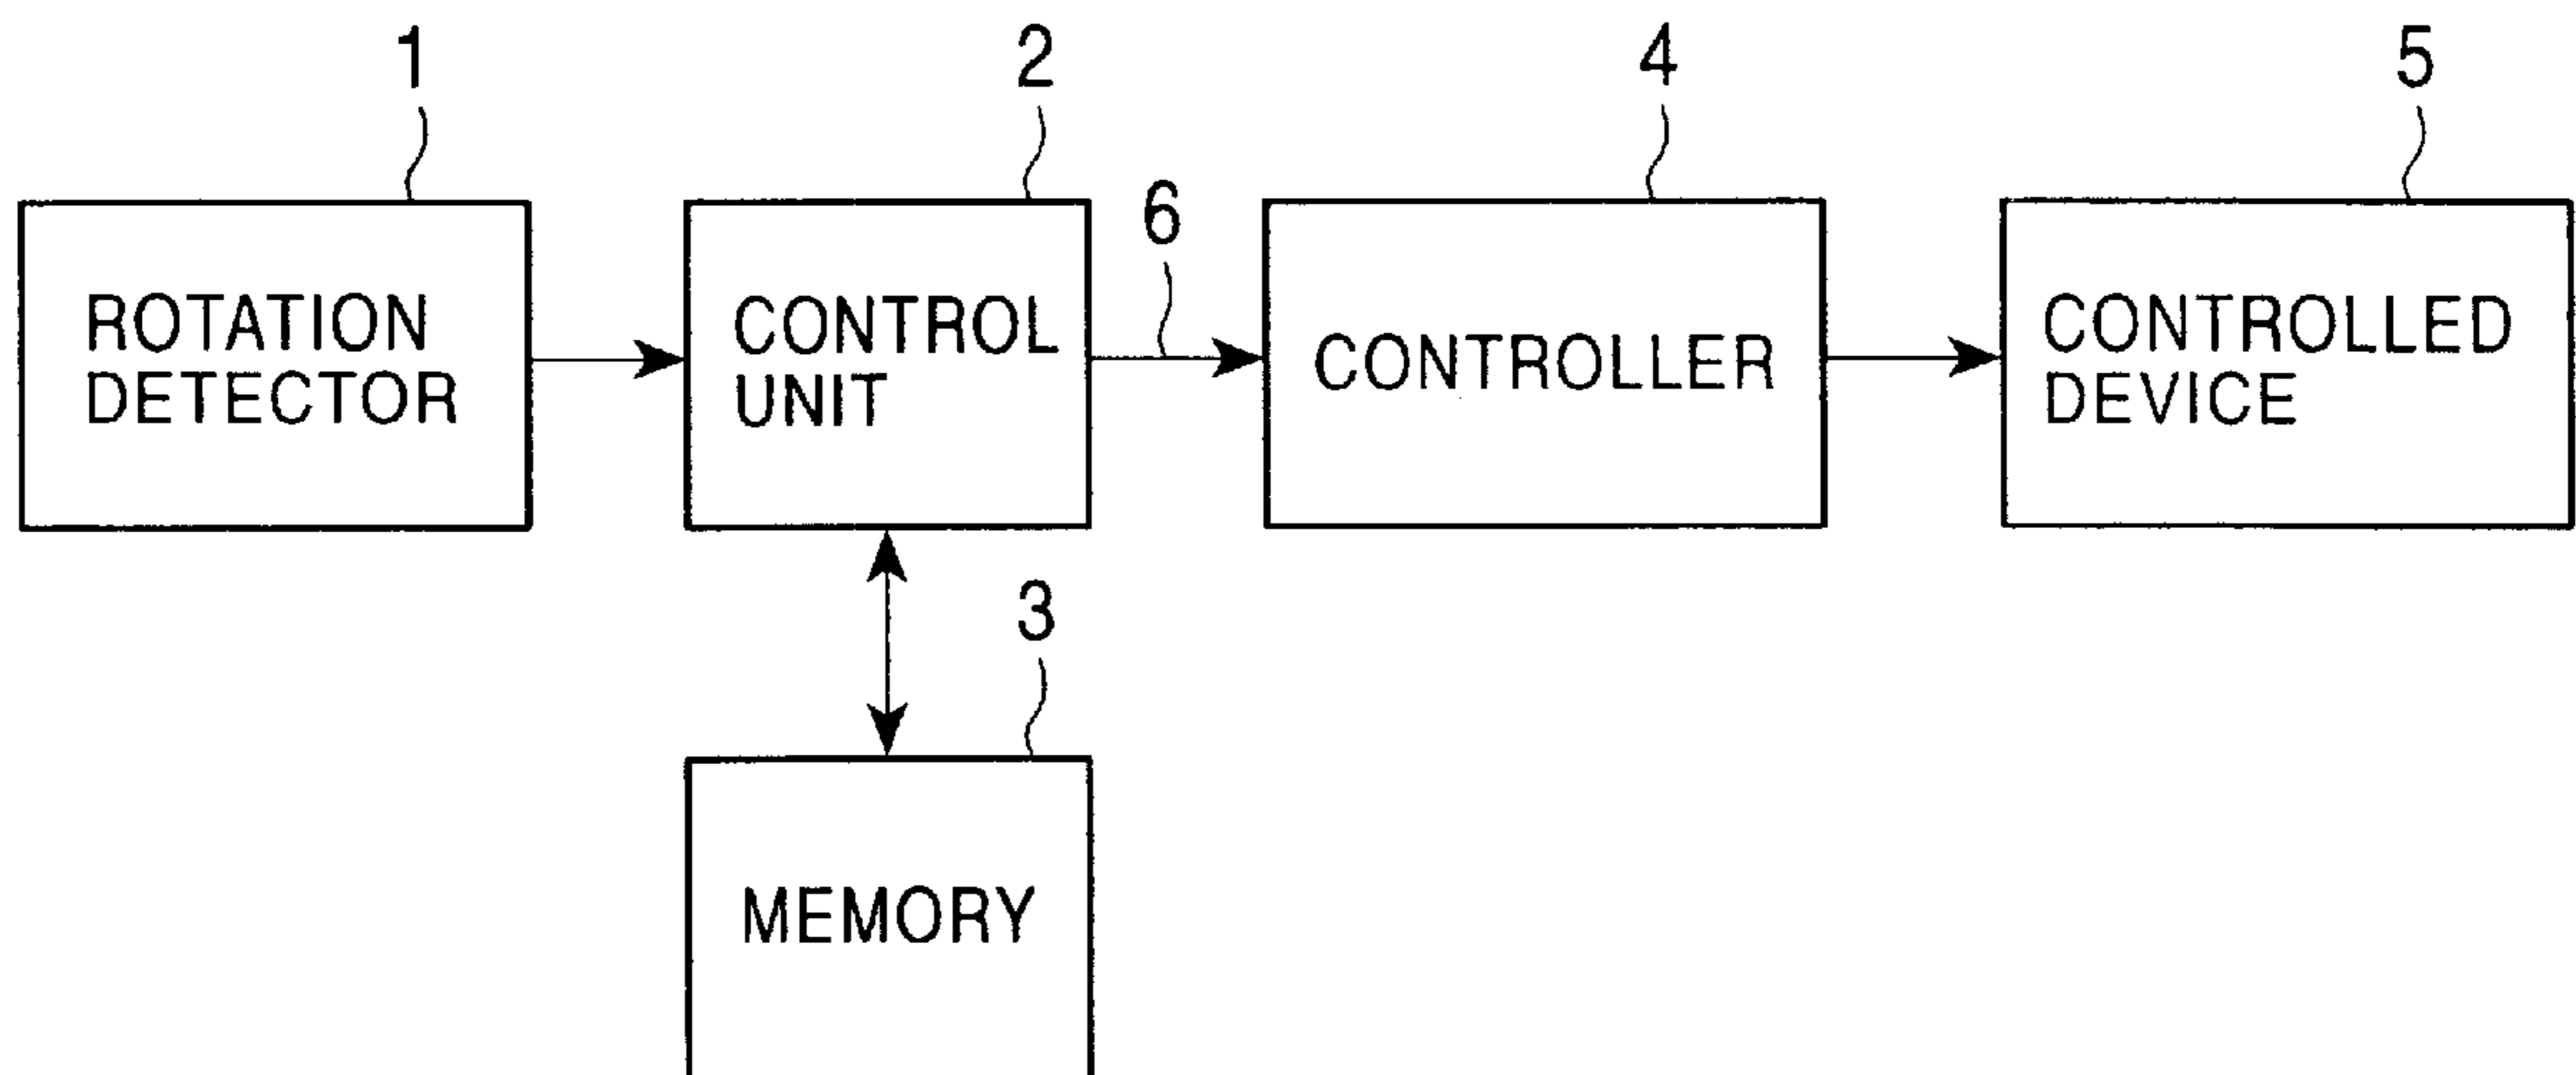 1
2
4
5
6
ROTATION
DETECTOR
CONTROL
UNIT
CONTROLLER
CONTROLLED
DEVICE
3
MEMORY